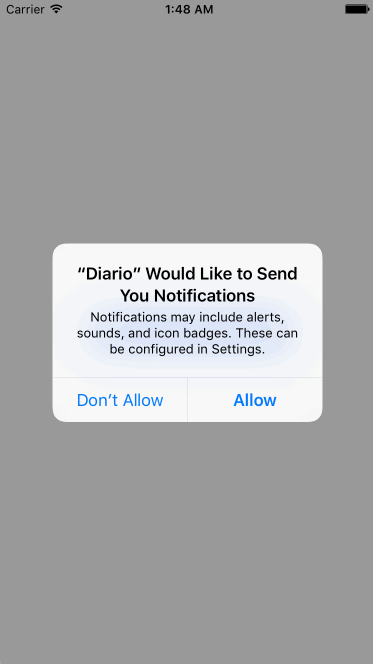 Carrier
1:48 AM
“Diario” Would Like to Send
You Notifications
Notifications may include alerts,
sounds, and icon badges. These can
be configured in Settings.
Don’t Allow
Allow